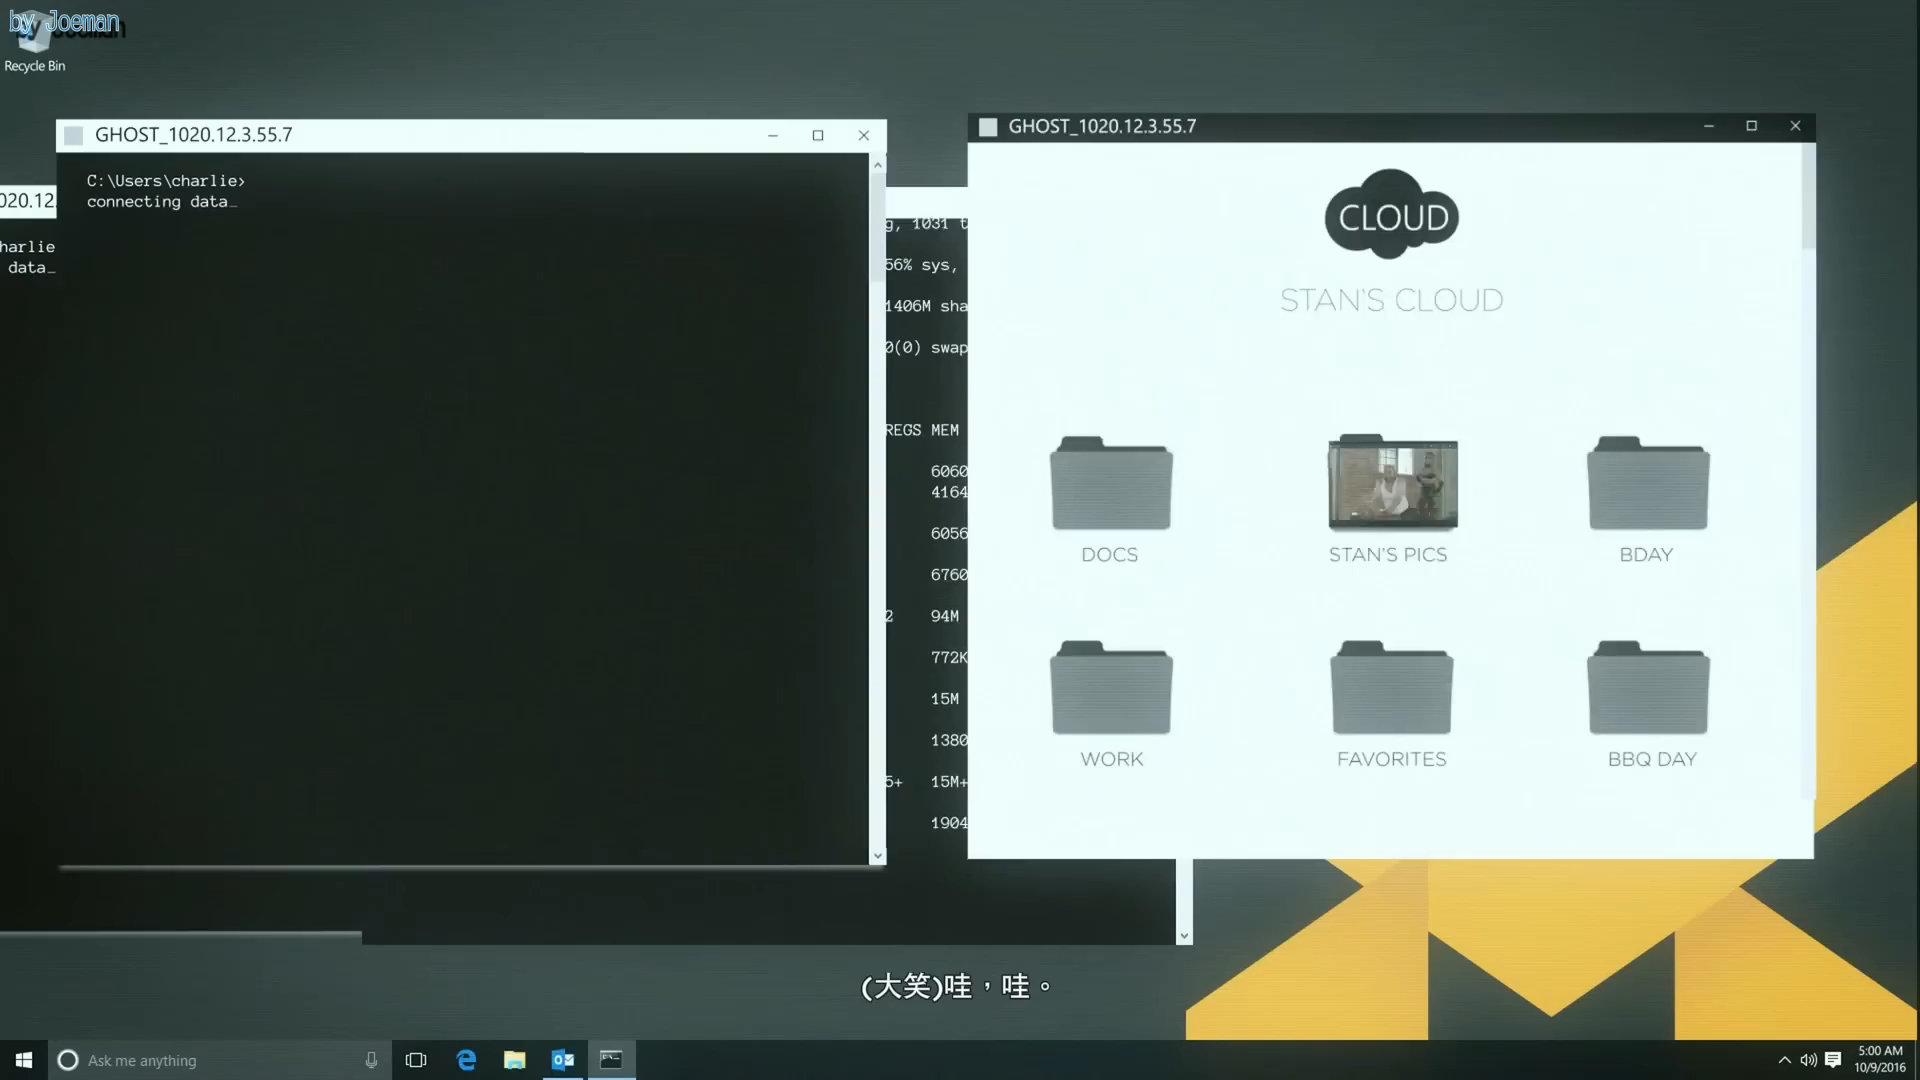 by Joeman
Recycle Bin
GHOST_1020.12.3.55.7
C:\Users\charlie>
connecting data_
020.12.
harlie
data_
g, 1031 t
56% sys,
1406M sha
0(0) swap
REGS MEM
6060
4164
6056
6760
2 94M
772K
15M
1380
5+ 15M+
1904
GHOST_1020.12.3.55.7
CLOUD
STAN'S CLOUD
DOCS
STAN'S PICS
BDAY
WORK
FAVORITES
BBQ DAY
(大笑)哇，哇。
Ask me anything
5:00 AM
10/9/2016